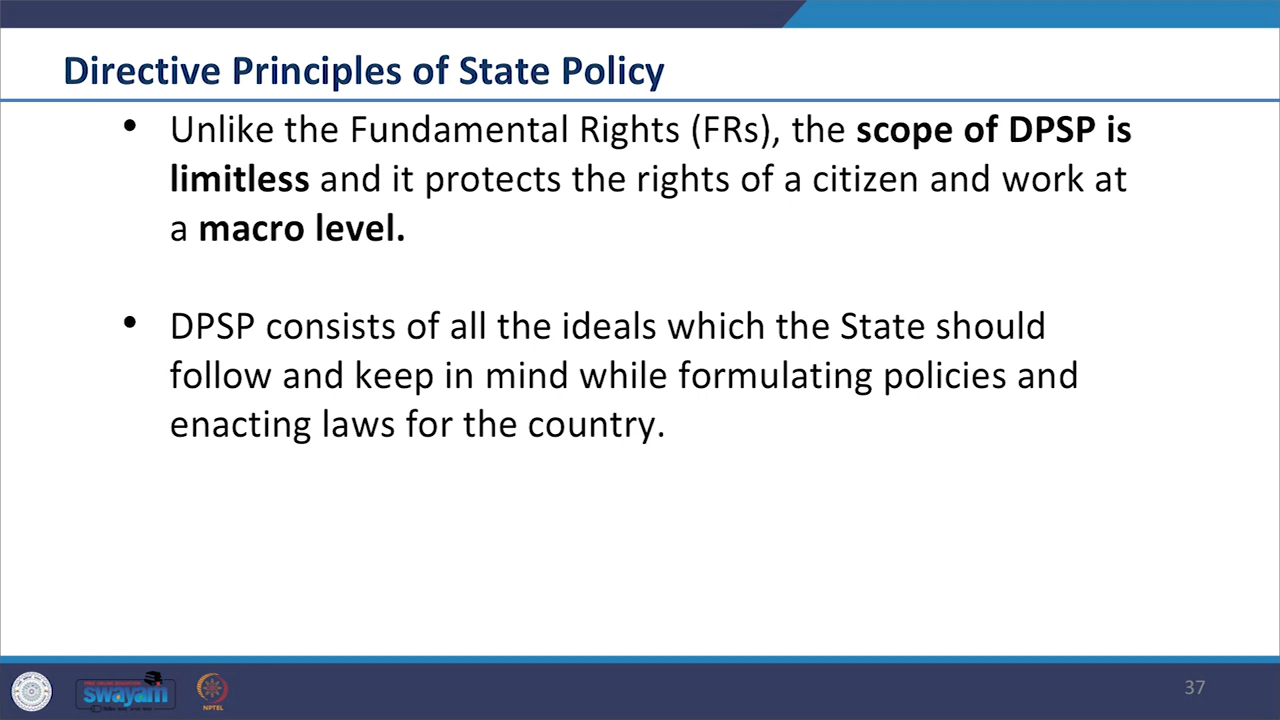 Directive Principles of State Policy
• Unlike the Fundamental Rights (FRs), the scope of DPSP is
limitless and it protects the rights of a citizen and work at
a macro level.
• DPSP consists of all the ideals which the State should
follow and keep in mind while formulating policies and
enacting laws for the country.
swayam
NPTEL
37